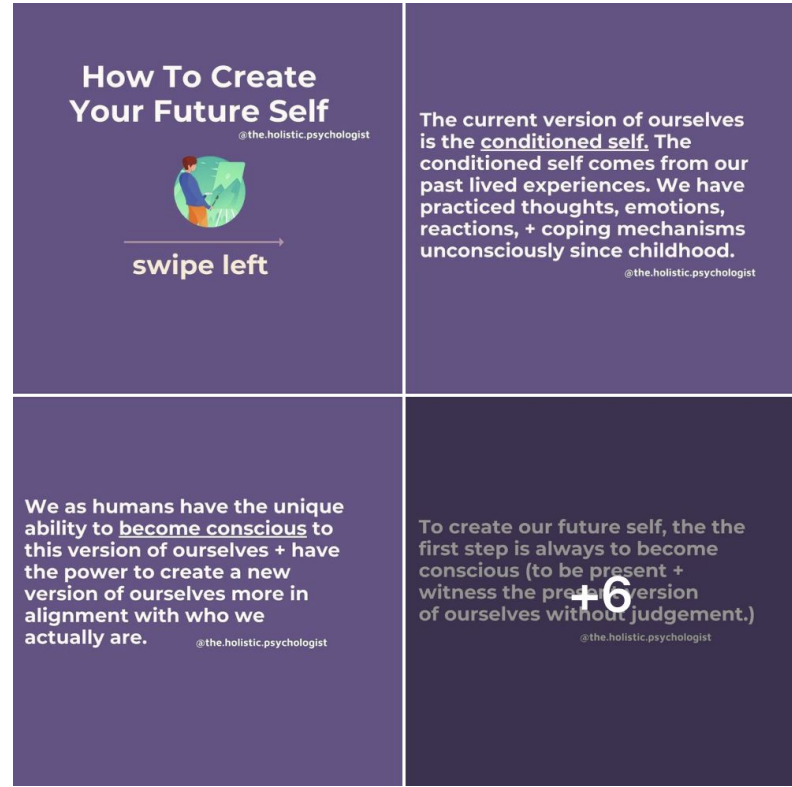 How To Create
Your Future Self
@the.holistic.psychologist
swipe left
The current version of ourselves
is the conditioned self. The
conditioned self comes from our
past lived experiences. We have
practiced thoughts, emotions,
reactions, + coping mechanisms
unconsciously since childhood.
@the.holistic.psychologist
We as humans have the unique
ability to become conscious to
this version of ourselves + have
the power to create a new
version of ourselves more in
alignment with who we
actually are.
@the.holistic.psychologist
To create our future self, the the
first step is always to become
conscious (to be present +
witness the present version
of ourselves without judgement.)
+6
@the.holistic.psychologist